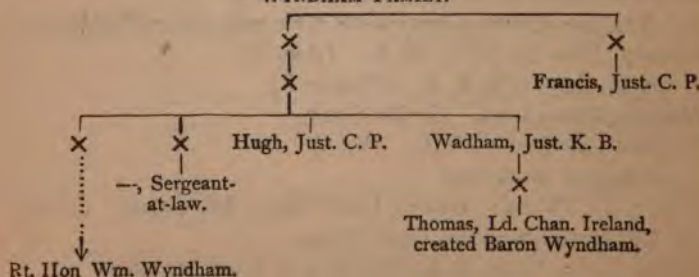 Francis, Just. C. P.
Hugh, Just. C. P.
Wadham, Just. K. B.
—, Sergeant-
at-law.
Thomas, Ld. Chan. Ireland,
created Baron Wyndham.
Rt. Hon Wm. Wyndham.